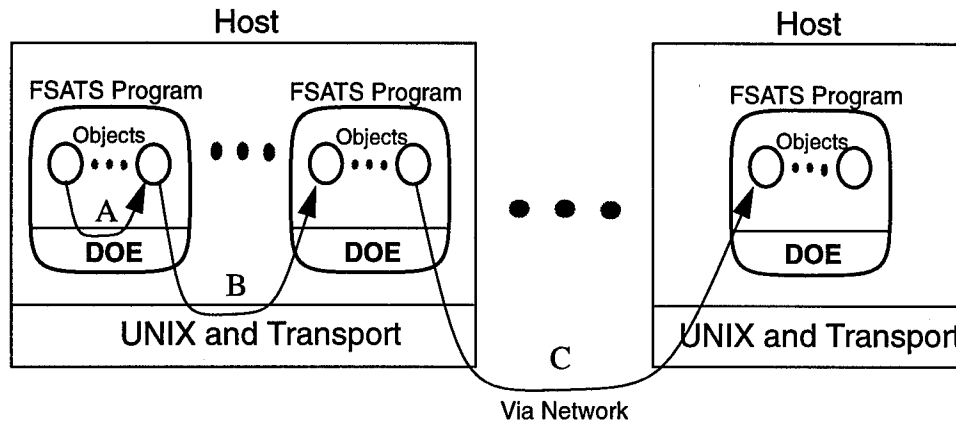 Host
Host
FSATS Program
FSATS Program
FSATS Program
Objects
Objects
Objects
A
DOE
DOE
DOE
B
UNIX and Transport
UNIX and Transport
C
Via Network